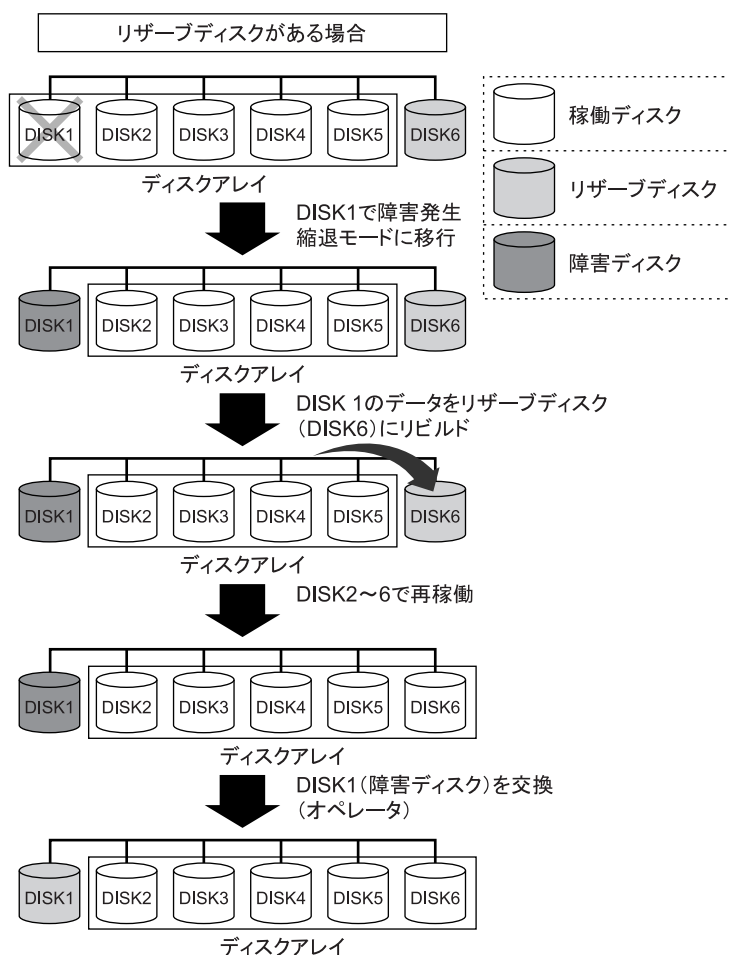 リザーブディスクがある場合
DISK1 DISK2 DISK3 DISK4 DISK5 DISK6
ディスクアレイ
稼働ディスク
リザーブディスク
障害ディスク
DISK1で障害発生
縮退モードに移行
DISK1 DISK2 DISK3 DISK4 DISK5 DISK6
ディスクアレイ
DISK 1のデータをリザーブディスク
（DISK6）にリビルド
DISK1 DISK2 DISK3 DISK4 DISK5 DISK6
ディスクアレイ
DISK2～6で再稼働
DISK1 DISK2 DISK3 DISK4 DISK5 DISK6
ディスクアレイ
DISK1（障害ディスク）を交換
（オペレータ）
DISK1 DISK2 DISK3 DISK4 DISK5 DISK6
ディスクアレイ